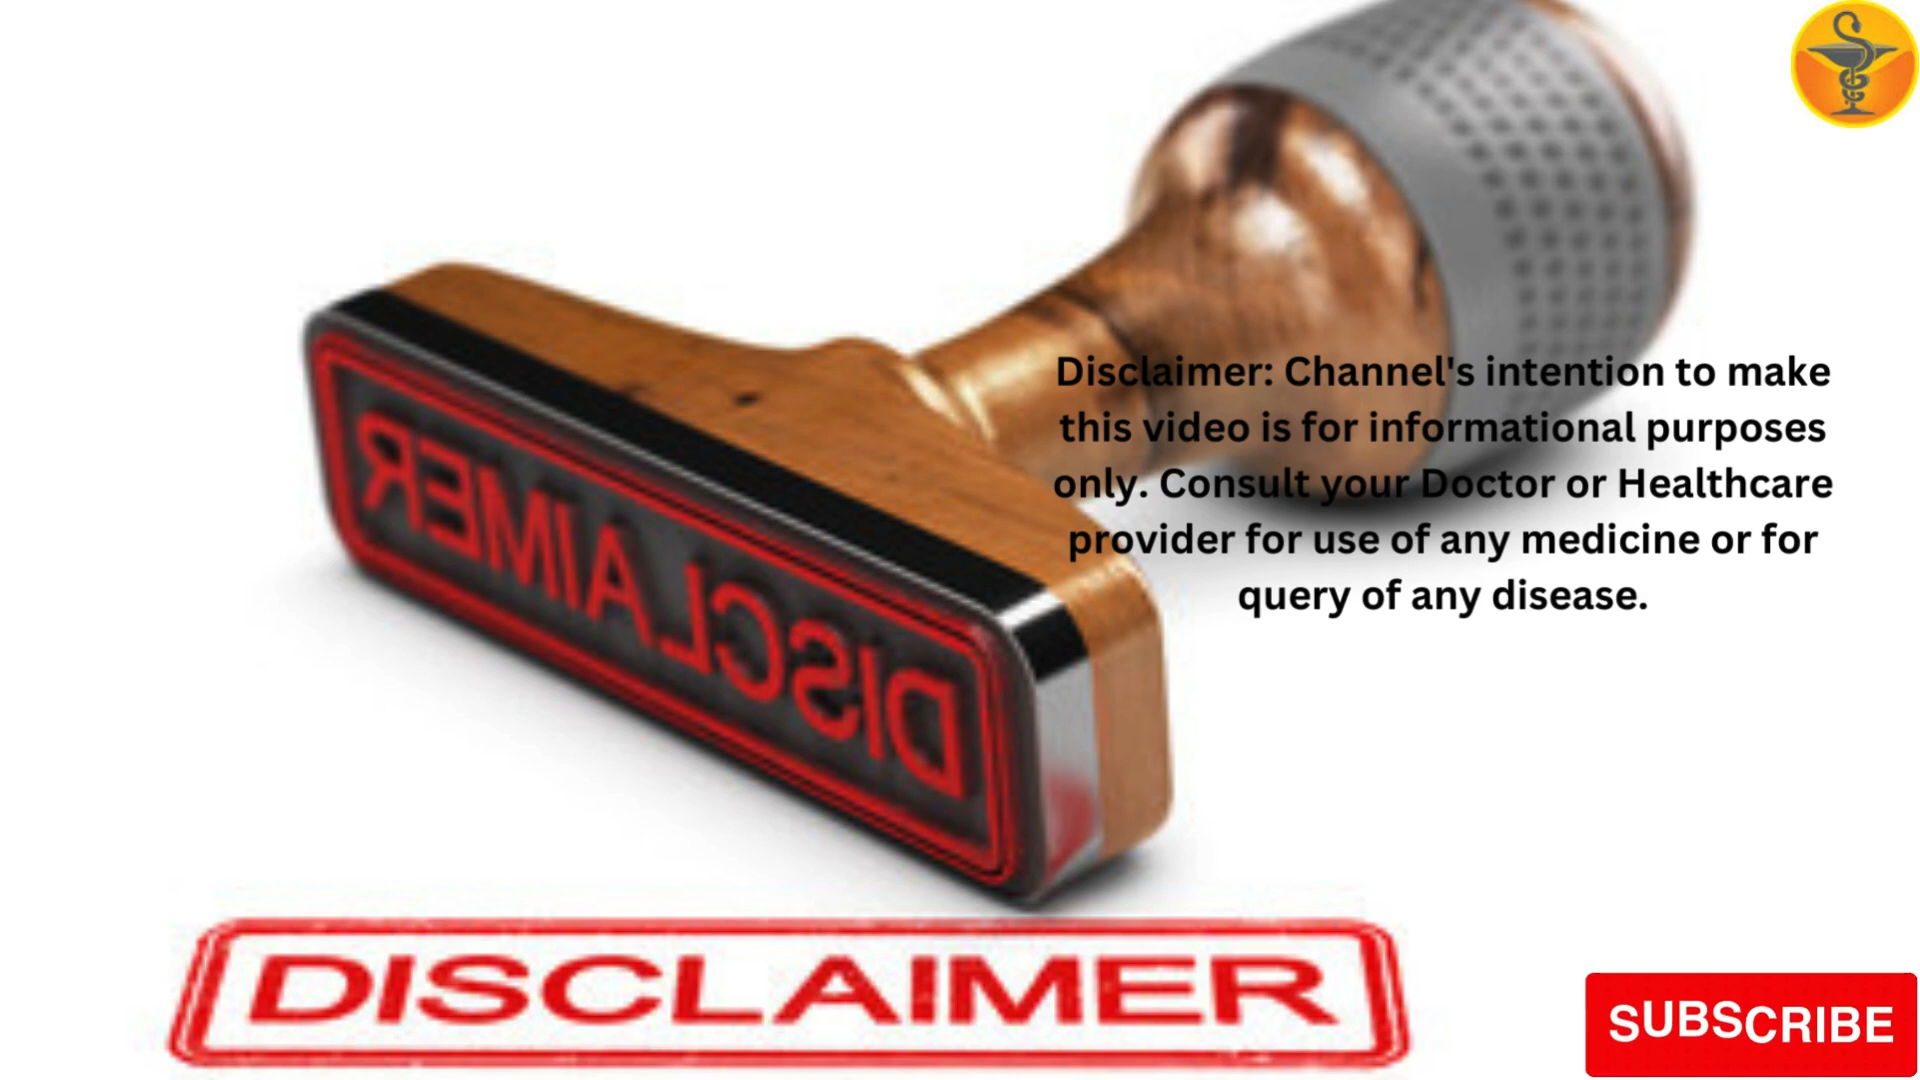 Disclaimer: Channel's intention to make
this video is for informational purposes
only. Consult your Doctor or Healthcare
provider for use of any medicine or for
query of any disease.
DISCLAIMER
DISCLAIMER
SUBSCRIBE